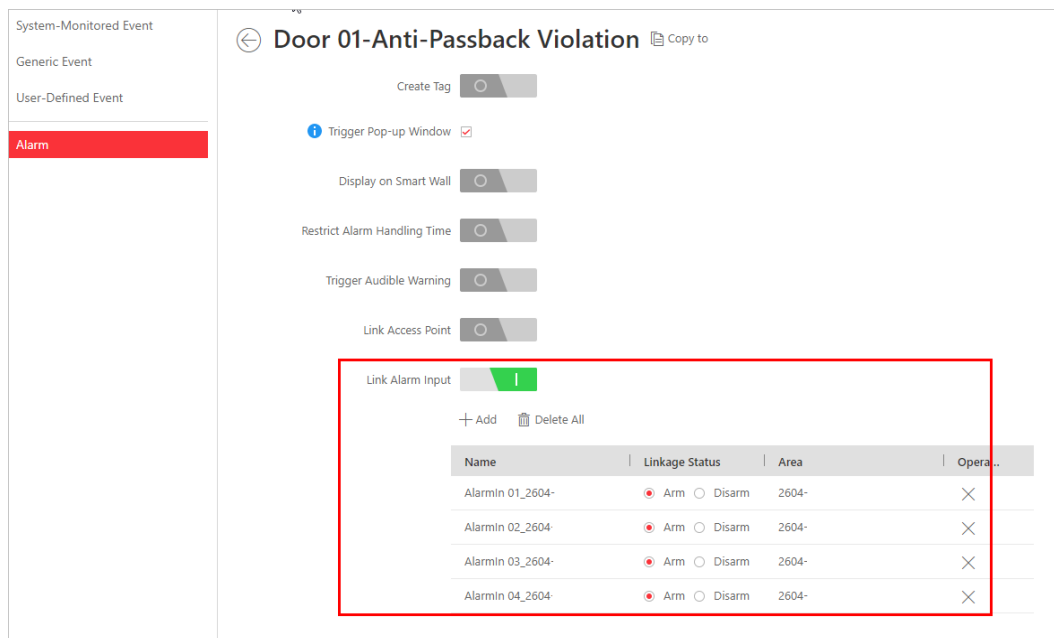 System-Monitored Event
Generic Event
User-Defined Event
Alarm
Door 01-Anti-Passback Violation Copy to
Create Tag
Trigger Pop-up Window
Display on Smart Wall
Restrict Alarm Handling Time
Trigger Audible Warning
Link Access Point
Link Alarm Input
Add Delete All
Name Linkage Status Area Opera...
AlarmIn 01_2604- Arm Disarm 2604-
AlarmIn 02_2604- Arm Disarm 2604-
AlarmIn 03_2604- Arm Disarm 2604-
AlarmIn 04_2604- Arm Disarm 2604-